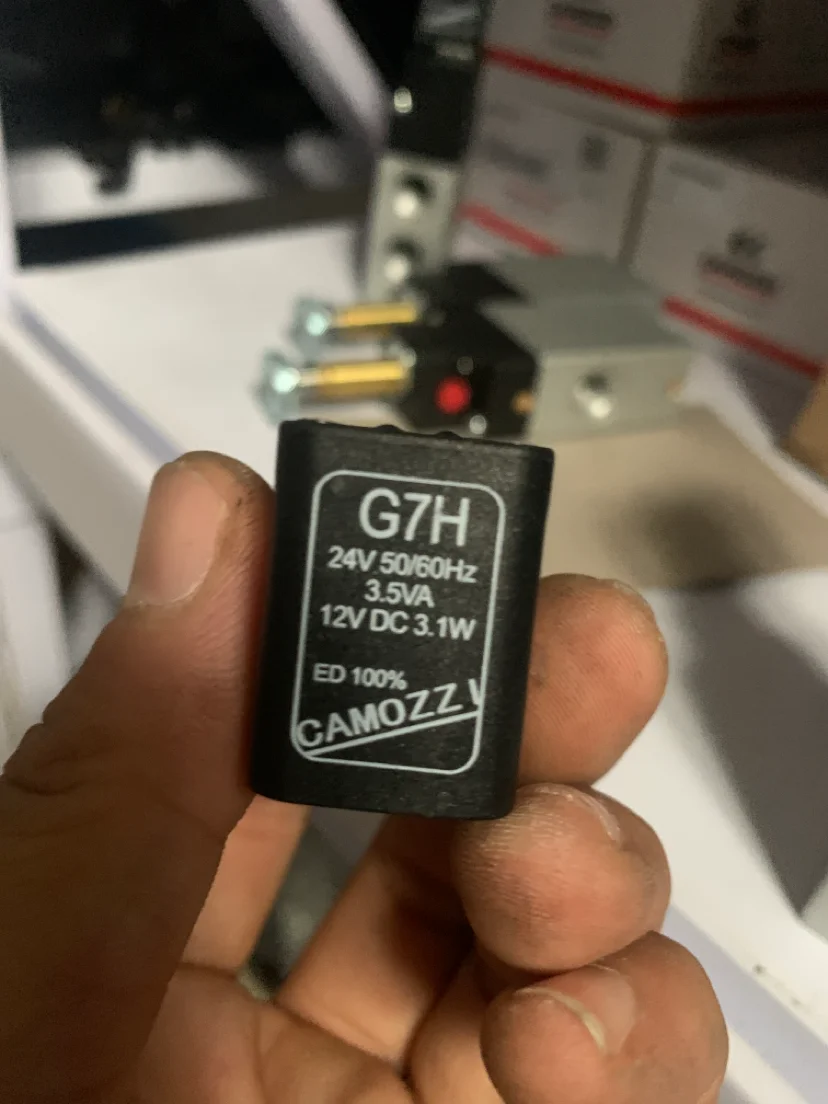 G7H
24V 50/60Hz
3.5VA
12V DC 3.1W
ED 100%
CAMOZZI